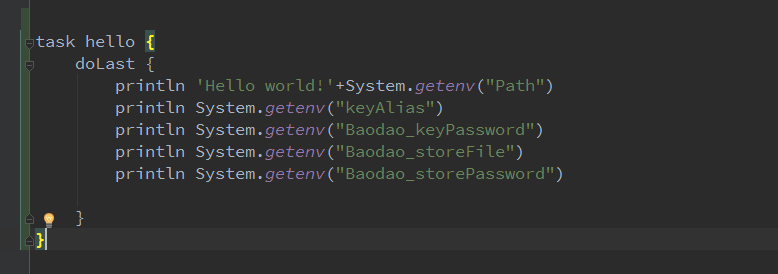 task hello {
    doLast {
        println 'Hello world!'+System.getenv("Path")
        println System.getenv("keyAlias")
        println System.getenv("Baodao_keyPassword")
        println System.getenv("Baodao_storeFile")
        println System.getenv("Baodao_storePassword")
    }
}